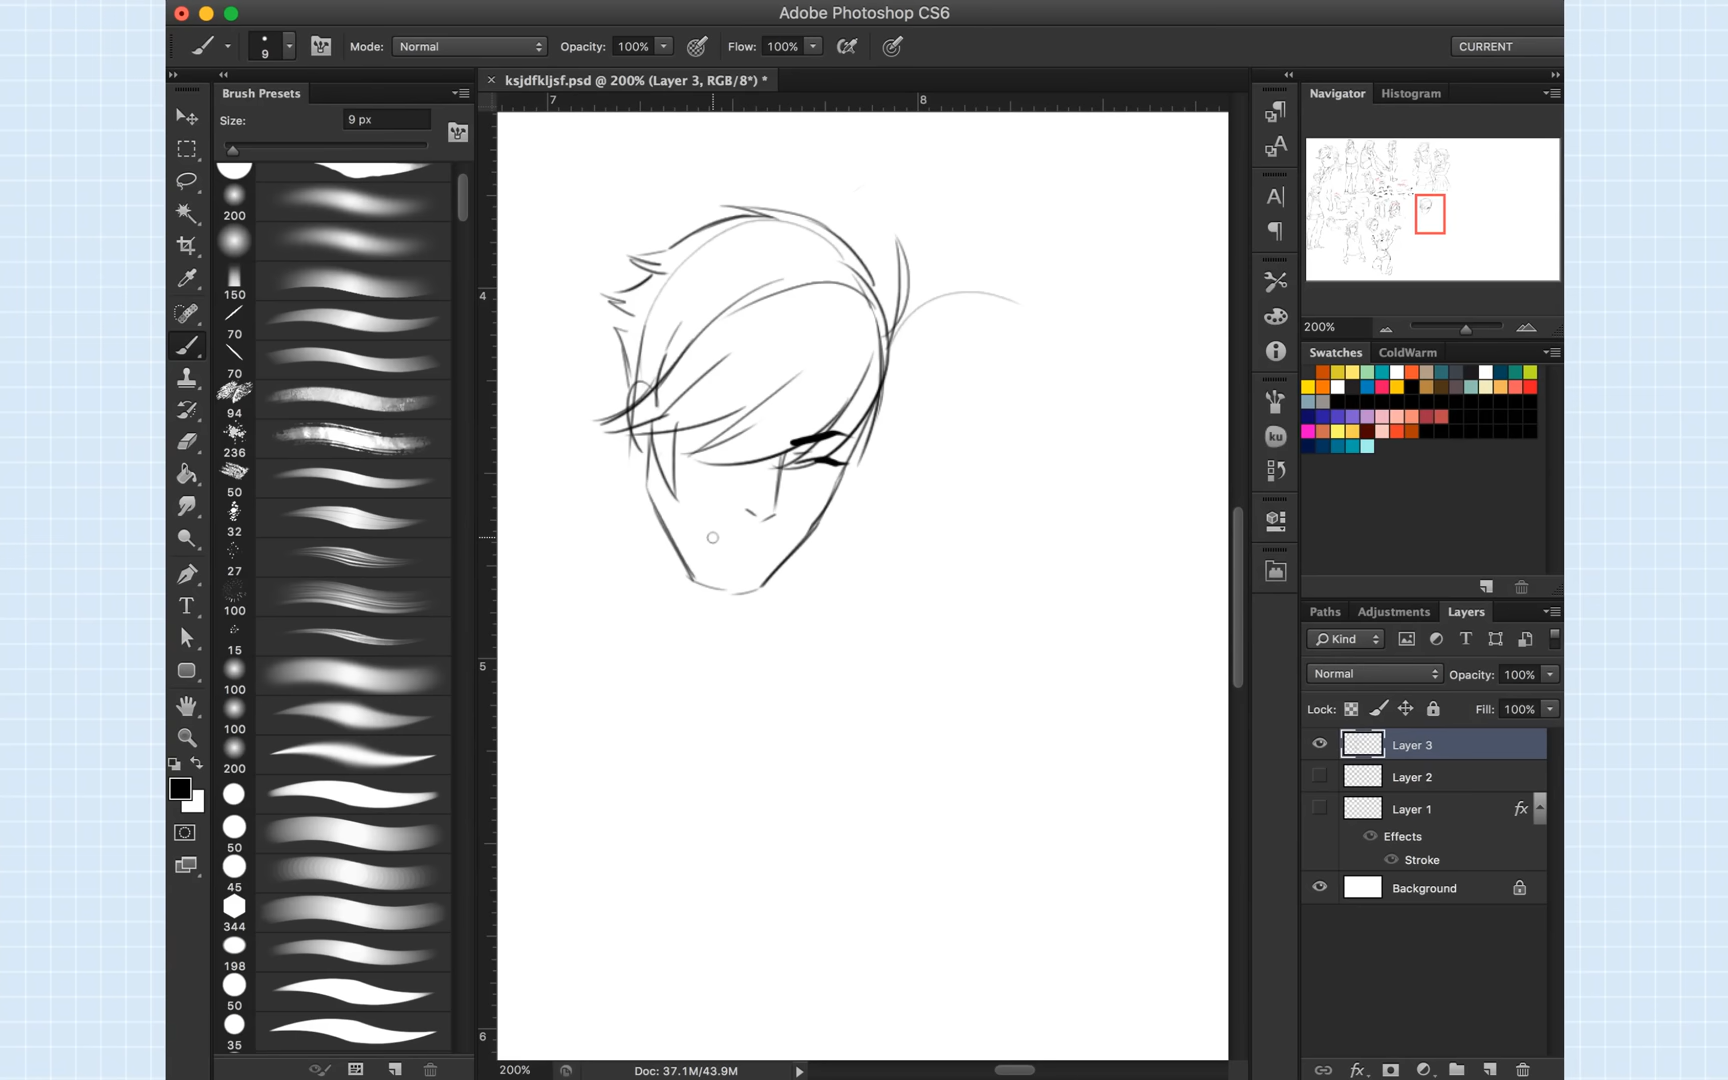 Adobe Photoshop CS6
9
Mode:
Normal
Opacity:
100%
Flow:
100%
CURRENT
Brush Presets
Size:
9 px
200
150
70
70
94
236
50
32
27
100
15
100
100
200
50
45
344
198
50
35
T
× ksjdfkljsf.psd @ 200% (Layer 3, RGB/8*) *
7
8
4
5
6
200%
Doc: 37.1M/43.9M
A
A|
ku
Navigator
Histogram
200%
Swatches
ColdWarm
Paths
Adjustments
Layers
Kind
T
Normal
Opacity:
100%
Lock:
Fill:
100%
Layer 3
Layer 2
Layer 1
fx
Effects
Stroke
Background
fx